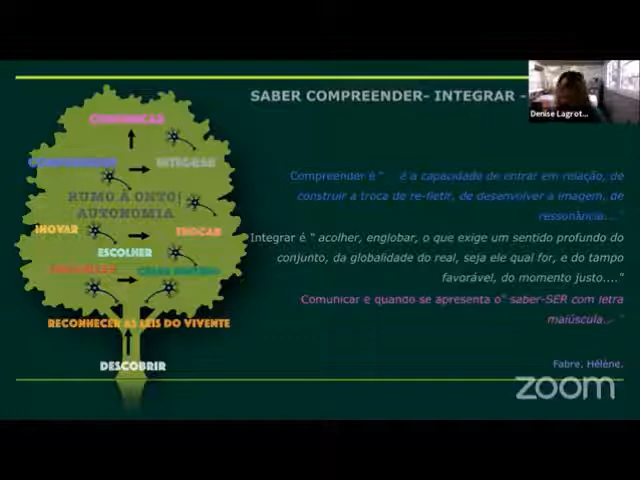 SABER COMPREENDER– INTEGRAR –
Denise Lagrot...
COMUNICAR
COMPREENDER
INTEGRAR
RUMO À ONTO|
AUTONOMIA
INOVAR
TROCAR
ESCOLHER
RECONHECER AS LEIS DO VIVENTE
DESCOBRIR
Compreender é “ é a capacidade de entrar em relação, de
construir a troca de re-fletir, de desenvolver a imagem, de
ressonância...”
Integrar é “ acolher, englobar, o que exige um sentido profundo do
conjunto, da globalidade do real, seja ele qual for, e do tampo
favorável, do momento justo....”
Comunicar e quando se apresenta o“ saber-SER com letra
maiúscula... ”
Fabre. Hélène.
zoom